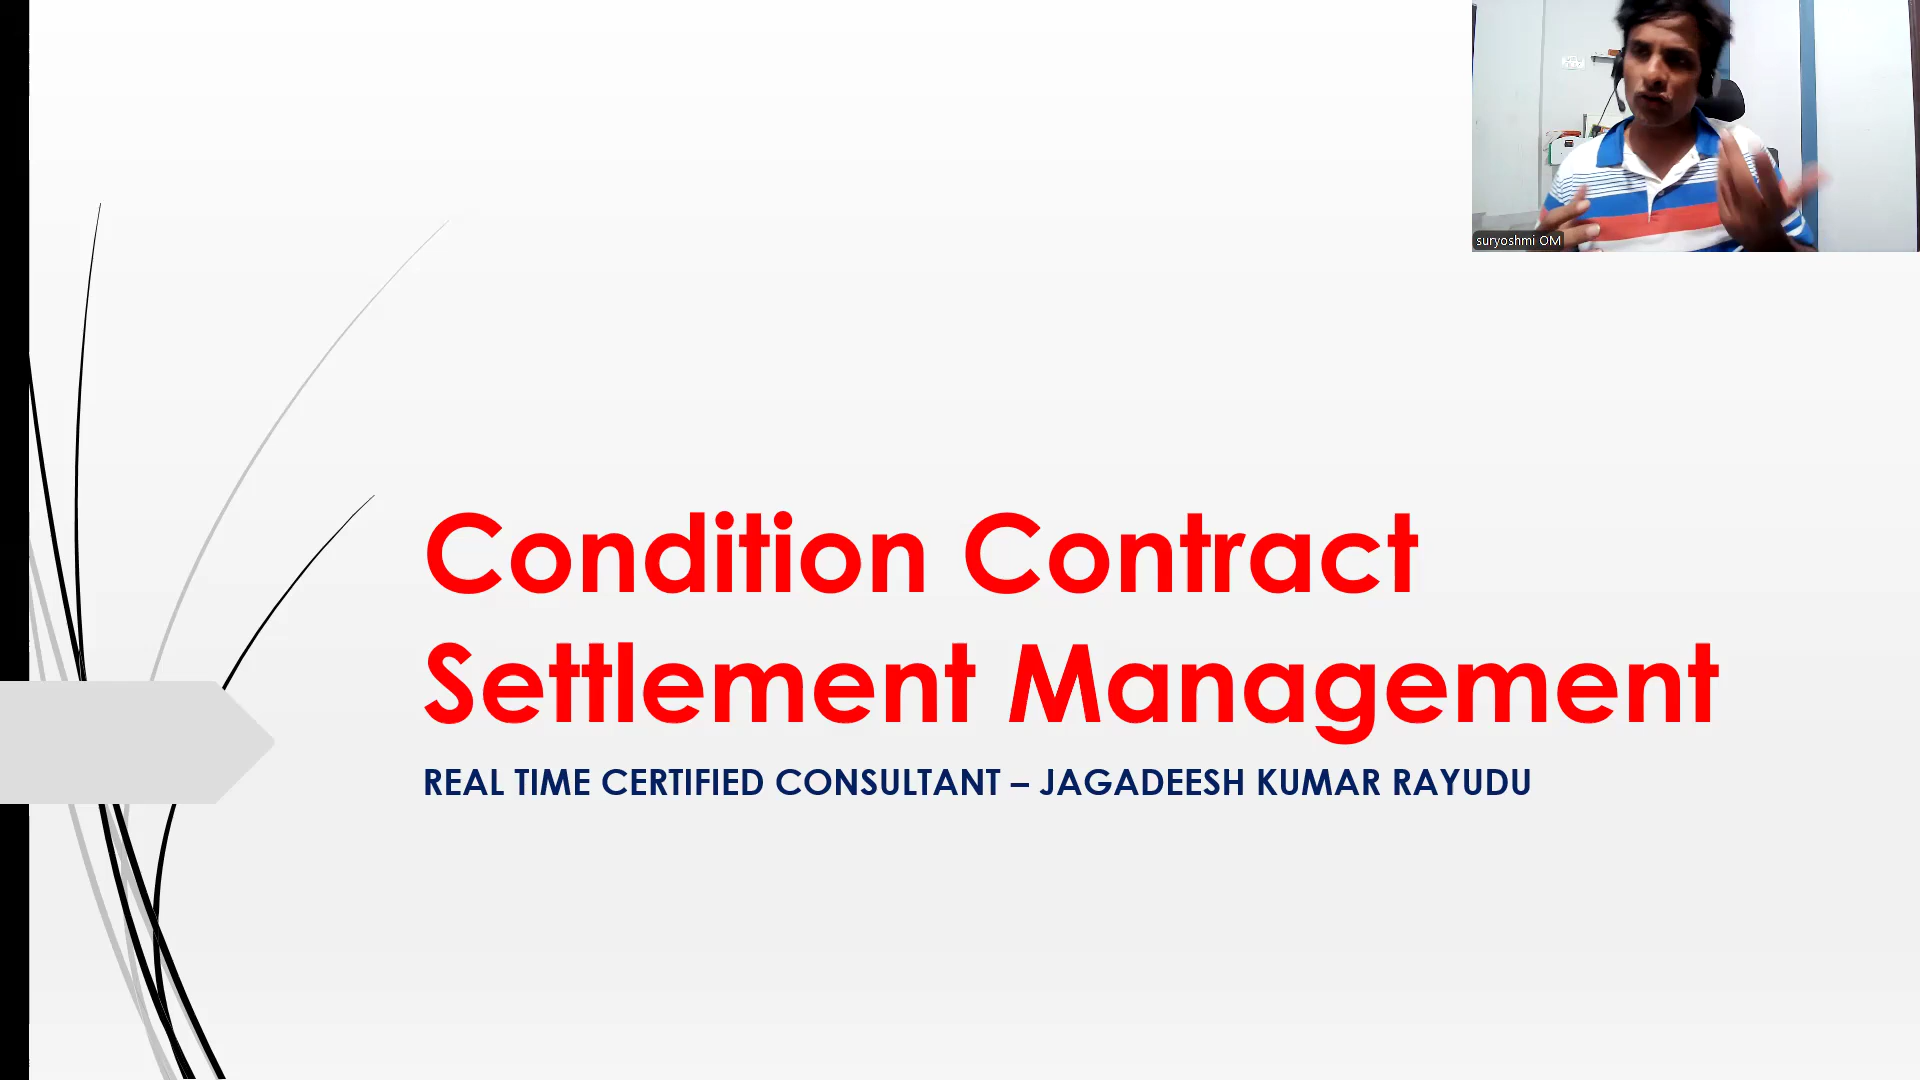 suryoshmi OM
Condition Contract
Settlement Management
REAL TIME CERTIFIED CONSULTANT – JAGADEESH KUMAR RAYUDU